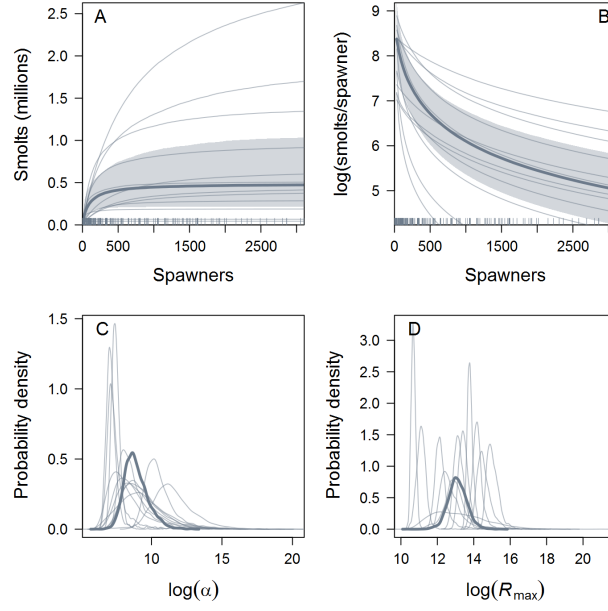 A
Smolts (millions)
2.5
2.0
1.5
1.0
0.5
0.0
0 500 1500 2500
Spawners
B
log(smolts/spawner)
9
8
7
6
5
0 500 1500 2500
Spawners
C
Probability density
1.5
1.0
0.5
0.0
10 15 20
log(α)
D
Probability density
3.0
2.5
2.0
1.5
1.0
0.5
0.0
10 12 14 16 18 20
log(Rmax)